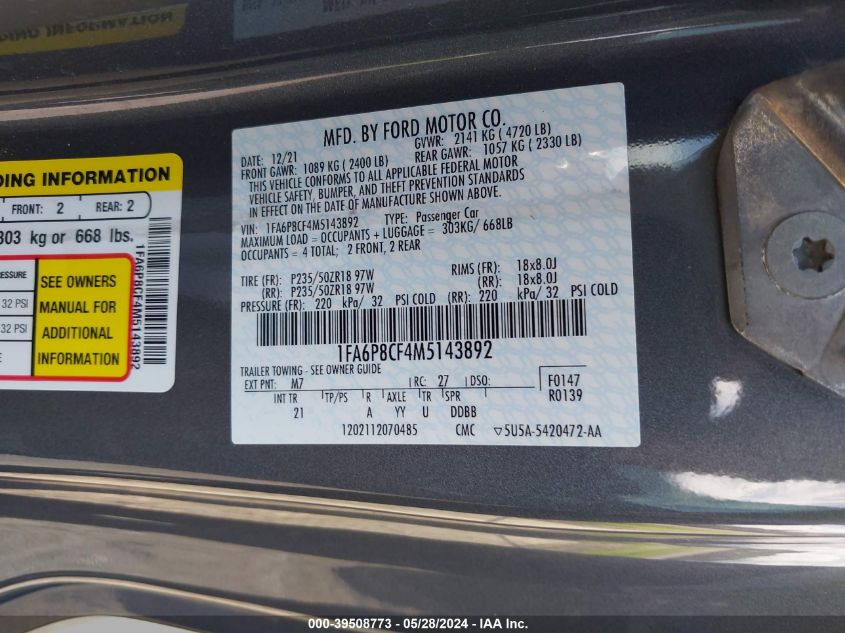 DING INFORMATION
DING INFORMATION
FRONT: 2 REAR: 2
303 kg or 668 lbs.
1FA6P8CF4M5143892
32 PSI
32 PSI
SEE OWNERS
MANUAL FOR
ADDITIONAL
INFORMATION
MFD. BY FORD MOTOR CO.
DATE: 12/21 GVWR: 2141 KG ( 4720 LB)
FRONT GAWR: 1089 KG ( 2400 LB) REAR GAWR: 1057 KG ( 2330 LB)
THIS VEHICLE CONFORMS TO ALL APPLICABLE FEDERAL MOTOR
VEHICLE SAFETY, BUMPER, AND THEFT PREVENTION STANDARDS
IN EFFECT ON THE DATE OF MANUFACTURE SHOWN ABOVE.
VIN: 1FA6P8CF4M5143892 TYPE: Passenger Car
MAXIMUM LOAD = OCCUPANTS + LUGGAGE = 303KG/ 668LB
OCCUPANTS = 4 TOTAL; 2 FRONT, 2 REAR
TIRE (FR): P235/50ZR18 97W RIMS (FR): 18x8.0J
(RR): P235/50ZR18 97W (RR): 18x8.0J
PRESSURE (FR): 220 kPa/ 32 PSI COLD (RR): 220 kPa/ 32 PSI COLD
1FA6P8CF4M5143892
TRAILER TOWING - SEE OWNER GUIDE
EXT PNT: M7 RC: 27 DSO: F0147
INT TR TP/PS R AXLE TR SPR R0139
21 A YY U DDBB
1202112070485 CMC ▽5U5A-5420472-AA
000-39508773 - 05/28/2024 - IAA Inc.